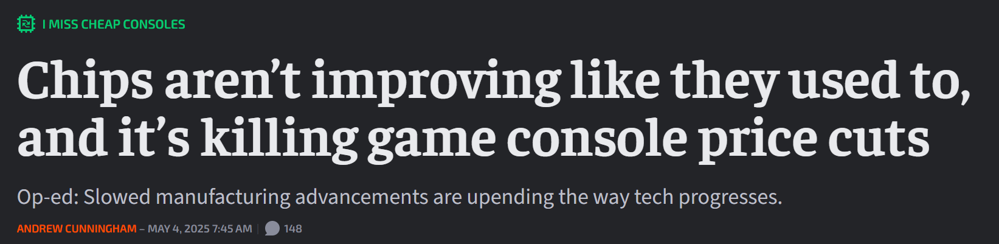 I MISS CHEAP CONSOLES
Chips aren’t improving like they used to,
and it’s killing game console price cuts
Op-ed: Slowed manufacturing advancements are upending the way tech progresses.
ANDREW CUNNINGHAM – MAY 4, 2025 7:45 AM | 148